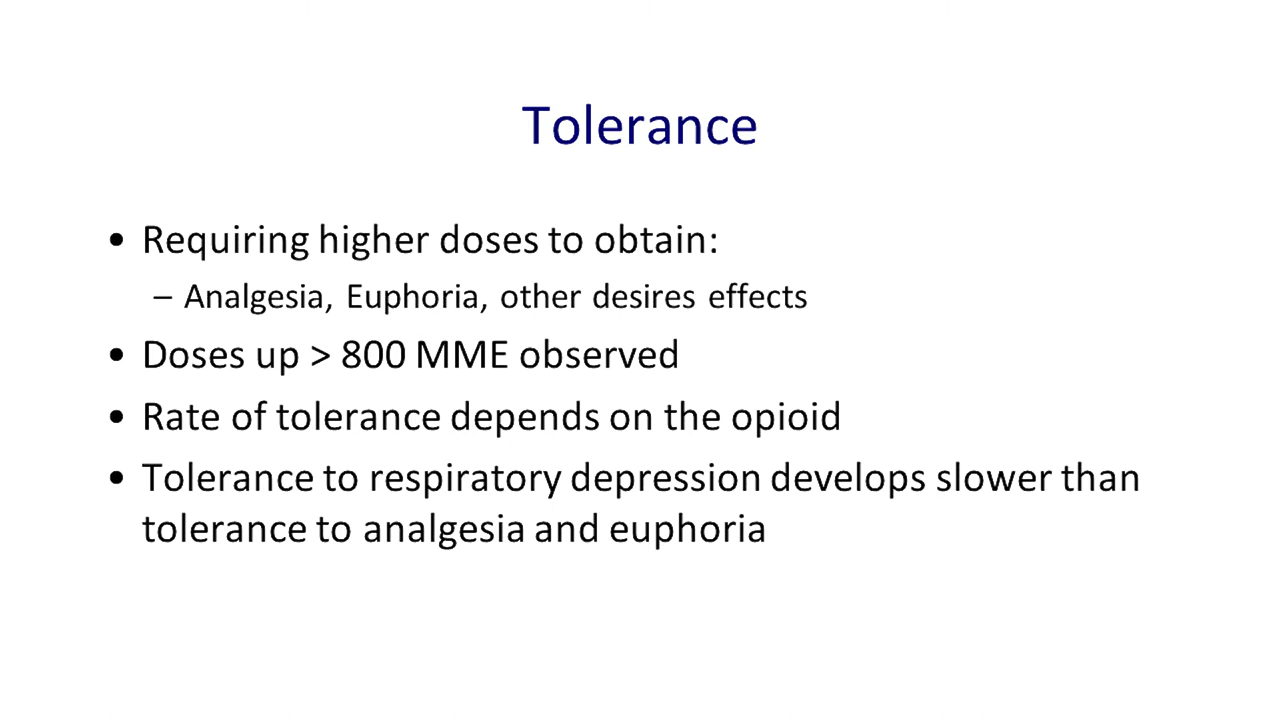 Tolerance
• Requiring higher doses to obtain:
– Analgesia, Euphoria, other desires effects
• Doses up > 800 MME observed
• Rate of tolerance depends on the opioid
• Tolerance to respiratory depression develops slower than
tolerance to analgesia and euphoria